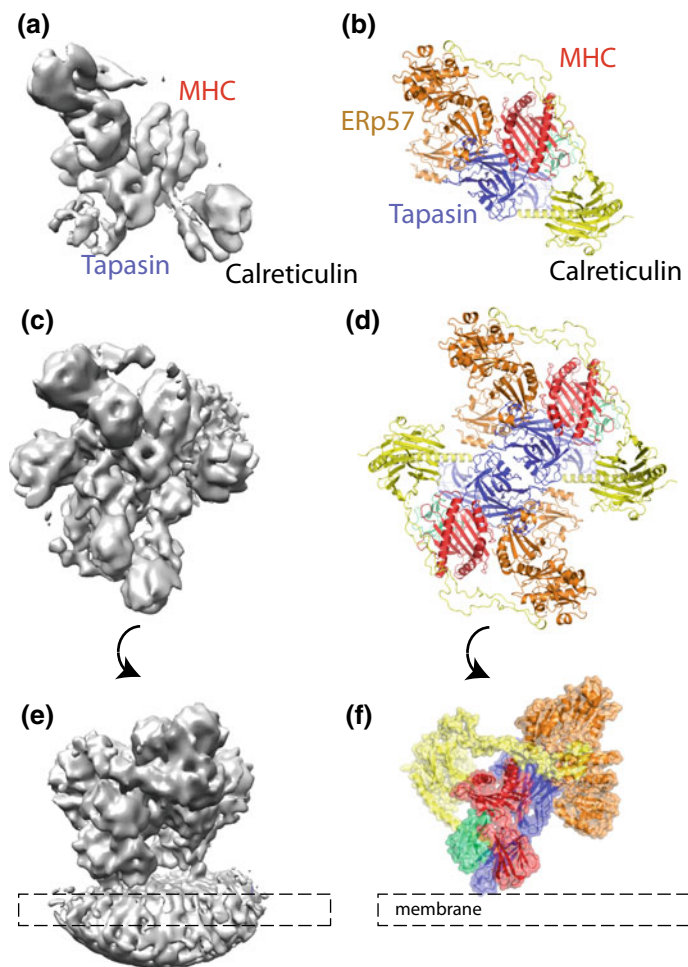 (a)
MHC
Tapasin
Calreticulin
(b)
MHC
ERp57
Tapasin
Calreticulin
(c)
(d)
(e)
(f)
membrane